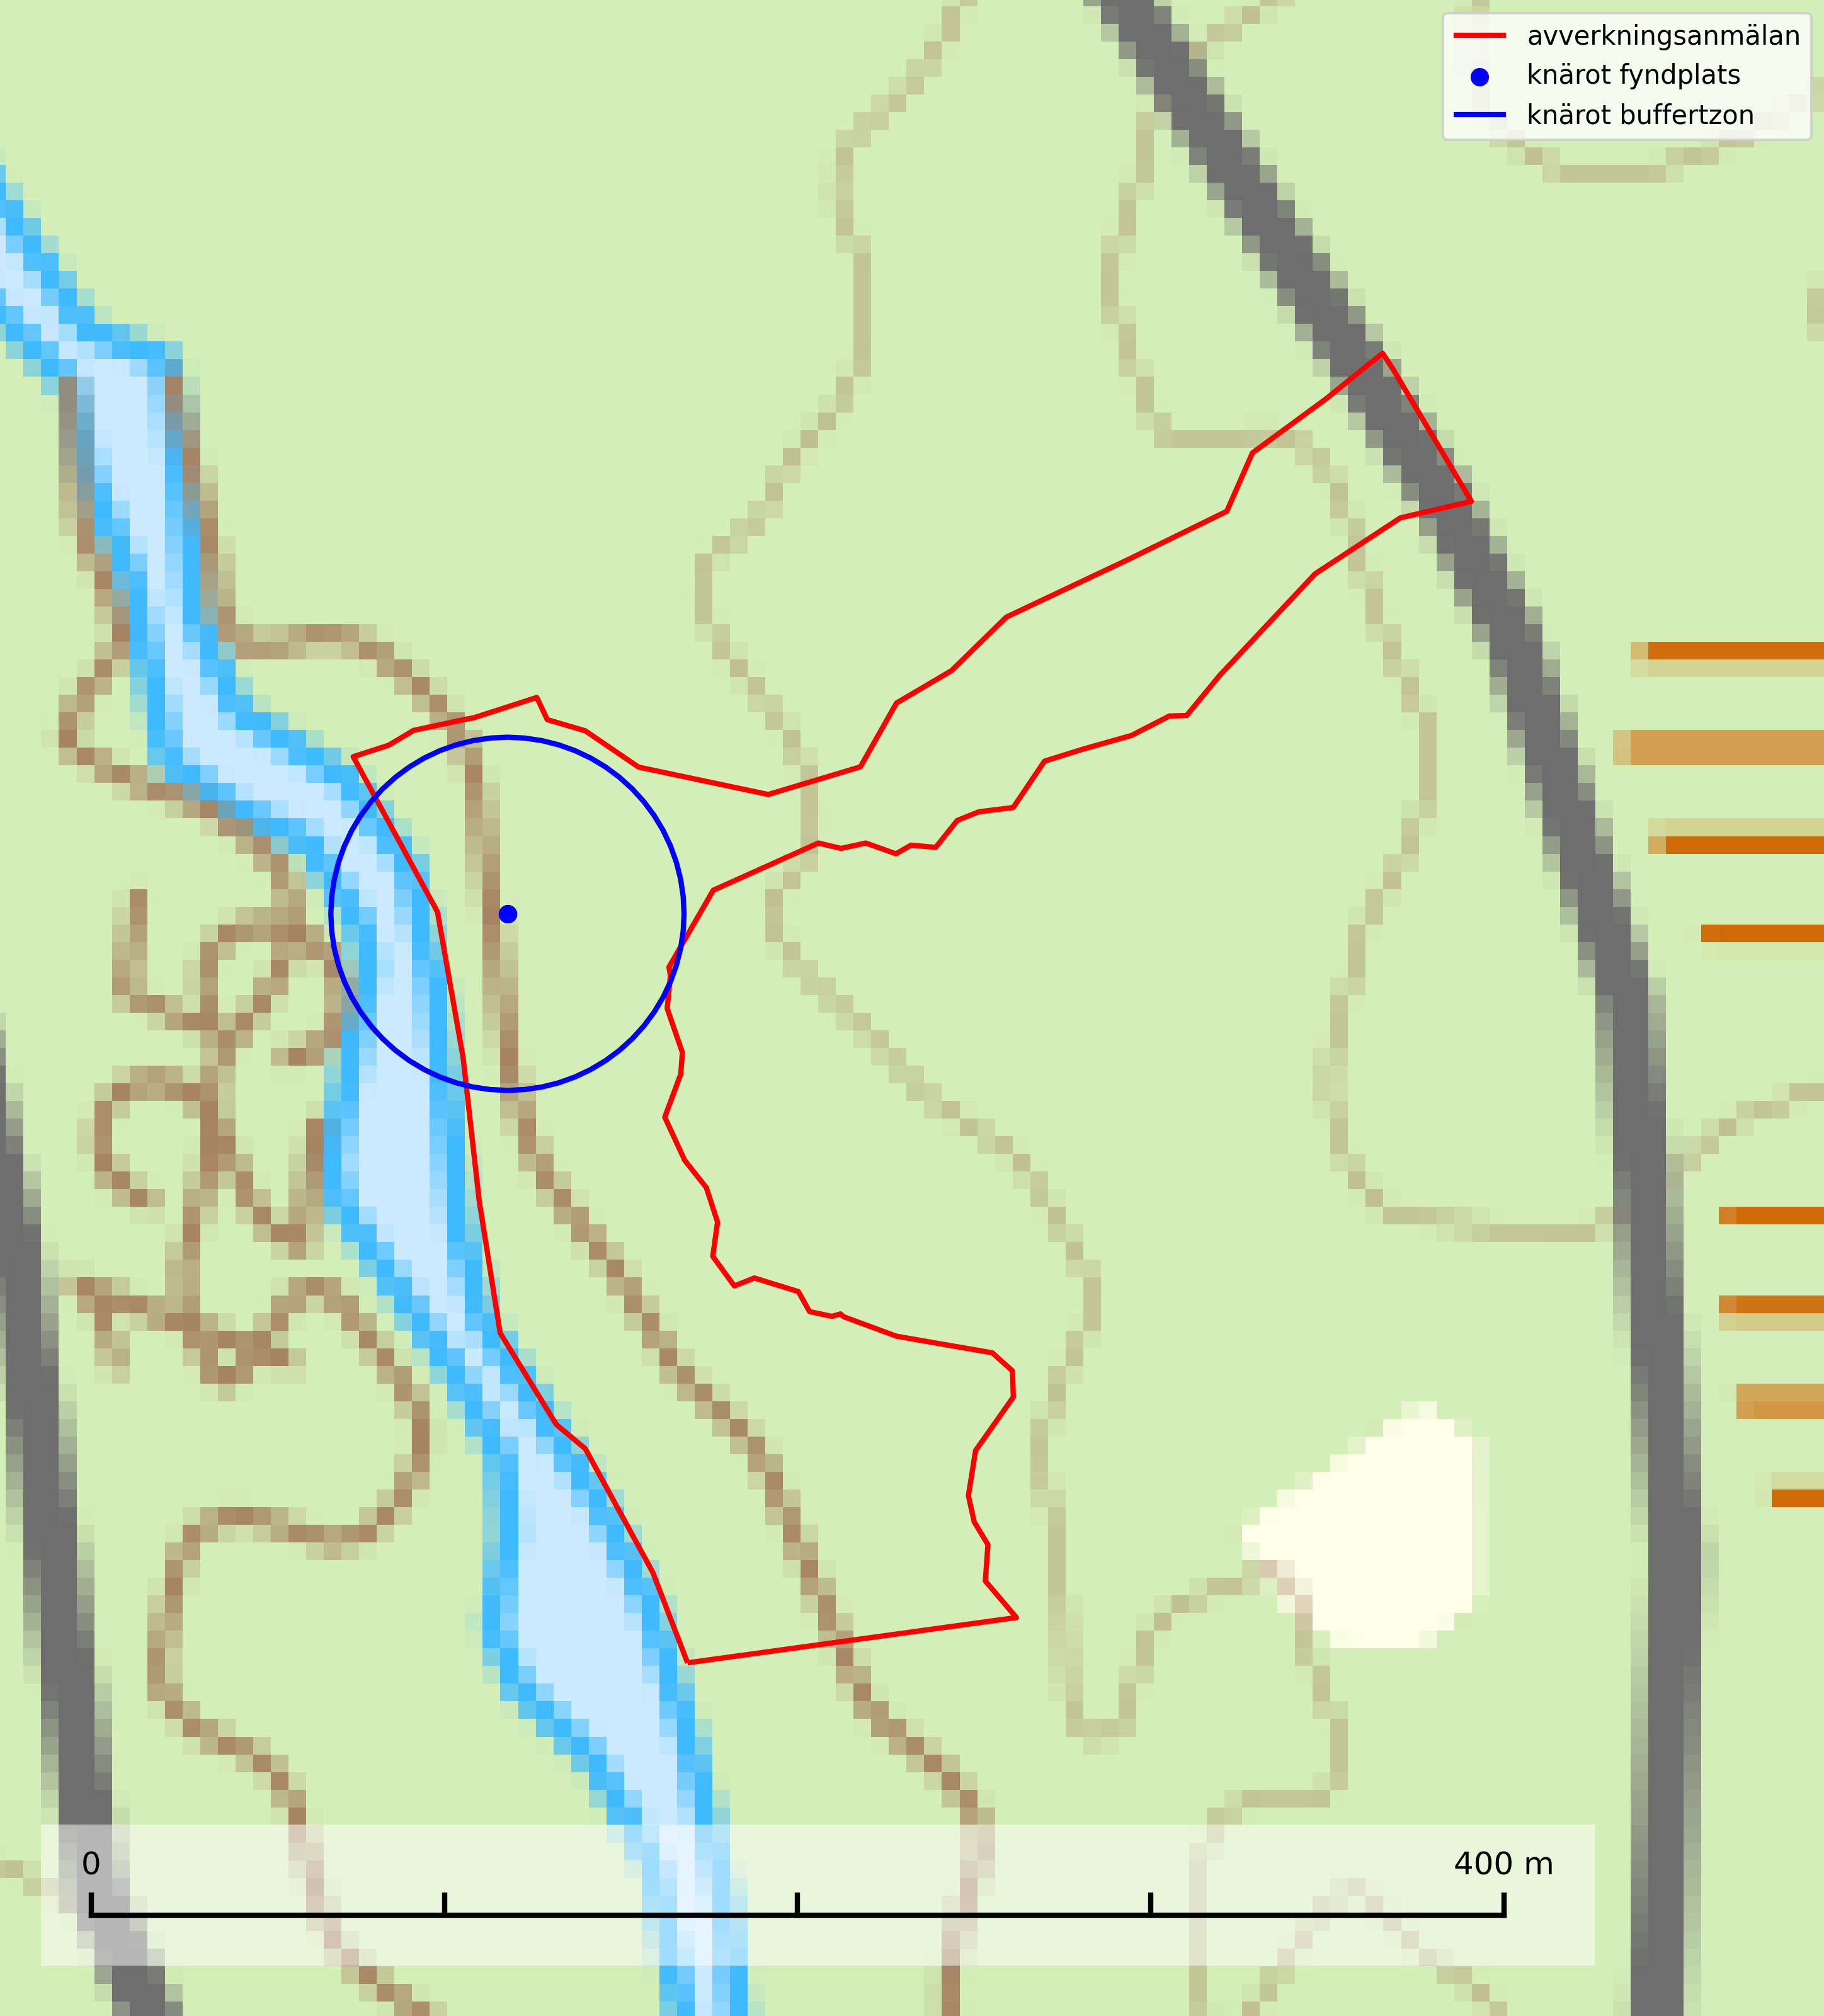 avverkningsanmälan
knärot fyndplats
knärot buffertzon
0
400 m